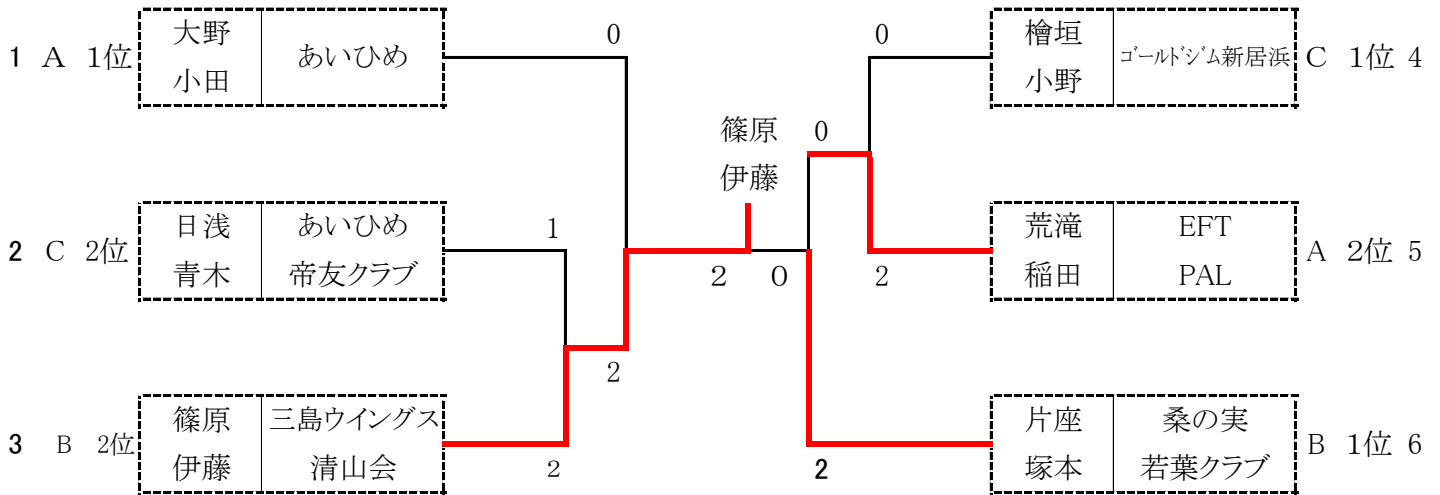 1 A 1位 大野 小田 あいひめ 0
0 檜垣 小野 ゴールドジム新居浜 C 1位 4
篠原 0
伊藤
2 C 2位 日浅 青木 あいひめ 帝友クラブ 1
2 0 2
荒滝 稲田 EFT PAL A 2位 5
2
3 B 2位 篠原 伊藤 三島ウイングス 清山会 2
2 片座 塚本 桑の実 若葉クラブ B 1位 6